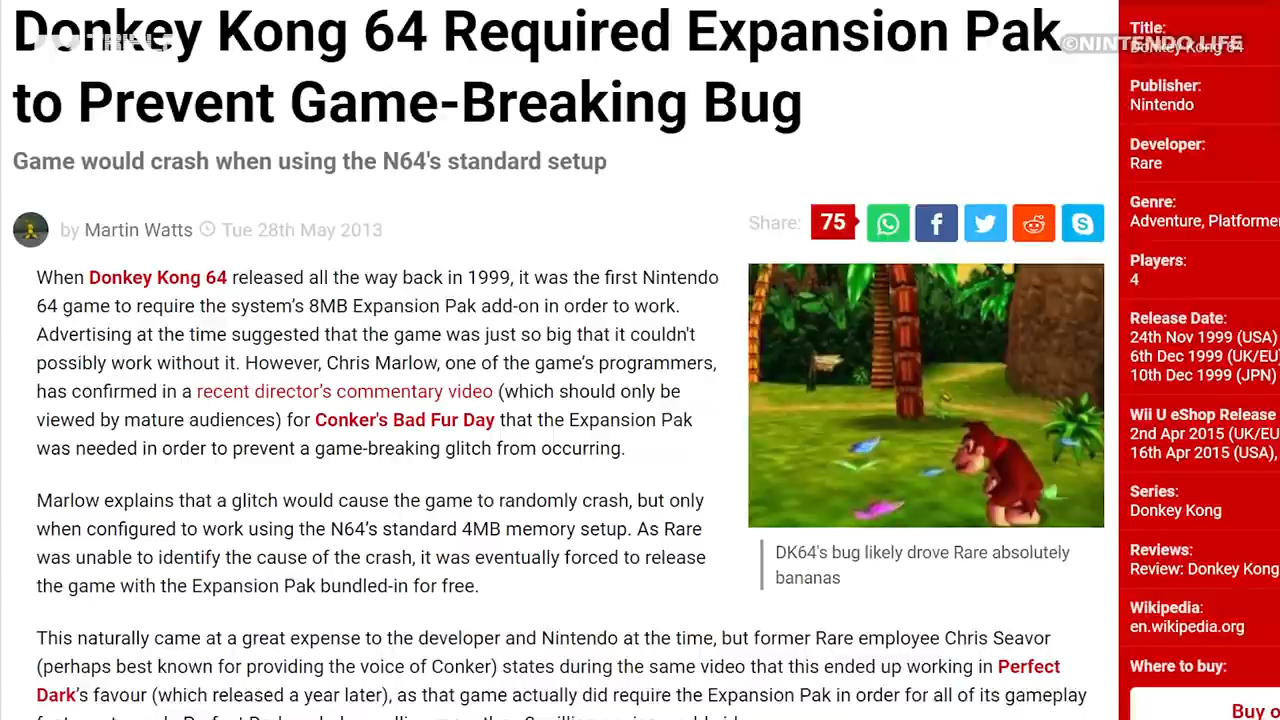 Donkey Kong 64 Required Expansion Pak
to Prevent Game-Breaking Bug
Game would crash when using the N64's standard setup
by Martin Watts Tue 28th May 2013
Share: 75
When Donkey Kong 64 released all the way back in 1999, it was the first Nintendo
64 game to require the system's 8MB Expansion Pak add-on in order to work.
Advertising at the time suggested that the game was just so big that it couldn't
possibly work without it. However, Chris Marlow, one of the game's programmers,
has confirmed in a recent director's commentary video (which should only be
viewed by mature audiences) for Conker's Bad Fur Day that the Expansion Pak
was needed in order to prevent a game-breaking glitch from occurring.
Marlow explains that a glitch would cause the game to randomly crash, but only
when configured to work using the N64's standard 4MB memory setup. As Rare
was unable to identify the cause of the crash, it was eventually forced to release
the game with the Expansion Pak bundled-in for free.
DK64's bug likely drove Rare absolutely
bananas
This naturally came at a great expense to the developer and Nintendo at the time, but former Rare employee Chris Seavor
(perhaps best known for providing the voice of Conker) states during the same video that this ended up working in Perfect
Dark's favour (which released a year later), as that game actually did require the Expansion Pak in order for all of its gameplay
©NINTENDO LIFE
Title:
Donkey Kong 64
Publisher:
Nintendo
Developer:
Rare
Genre:
Adventure, Platformer
Players:
4
Release Date:
24th Nov 1999 (USA)
6th Dec 1999 (UK/EU
10th Dec 1999 (JPN)
Wii U eShop Release
2nd Apr 2015 (UK/EU
16th Apr 2015 (USA),
Series:
Donkey Kong
Reviews:
Review: Donkey Kong
Wikipedia:
en.wikipedia.org
Where to buy:
Buy o